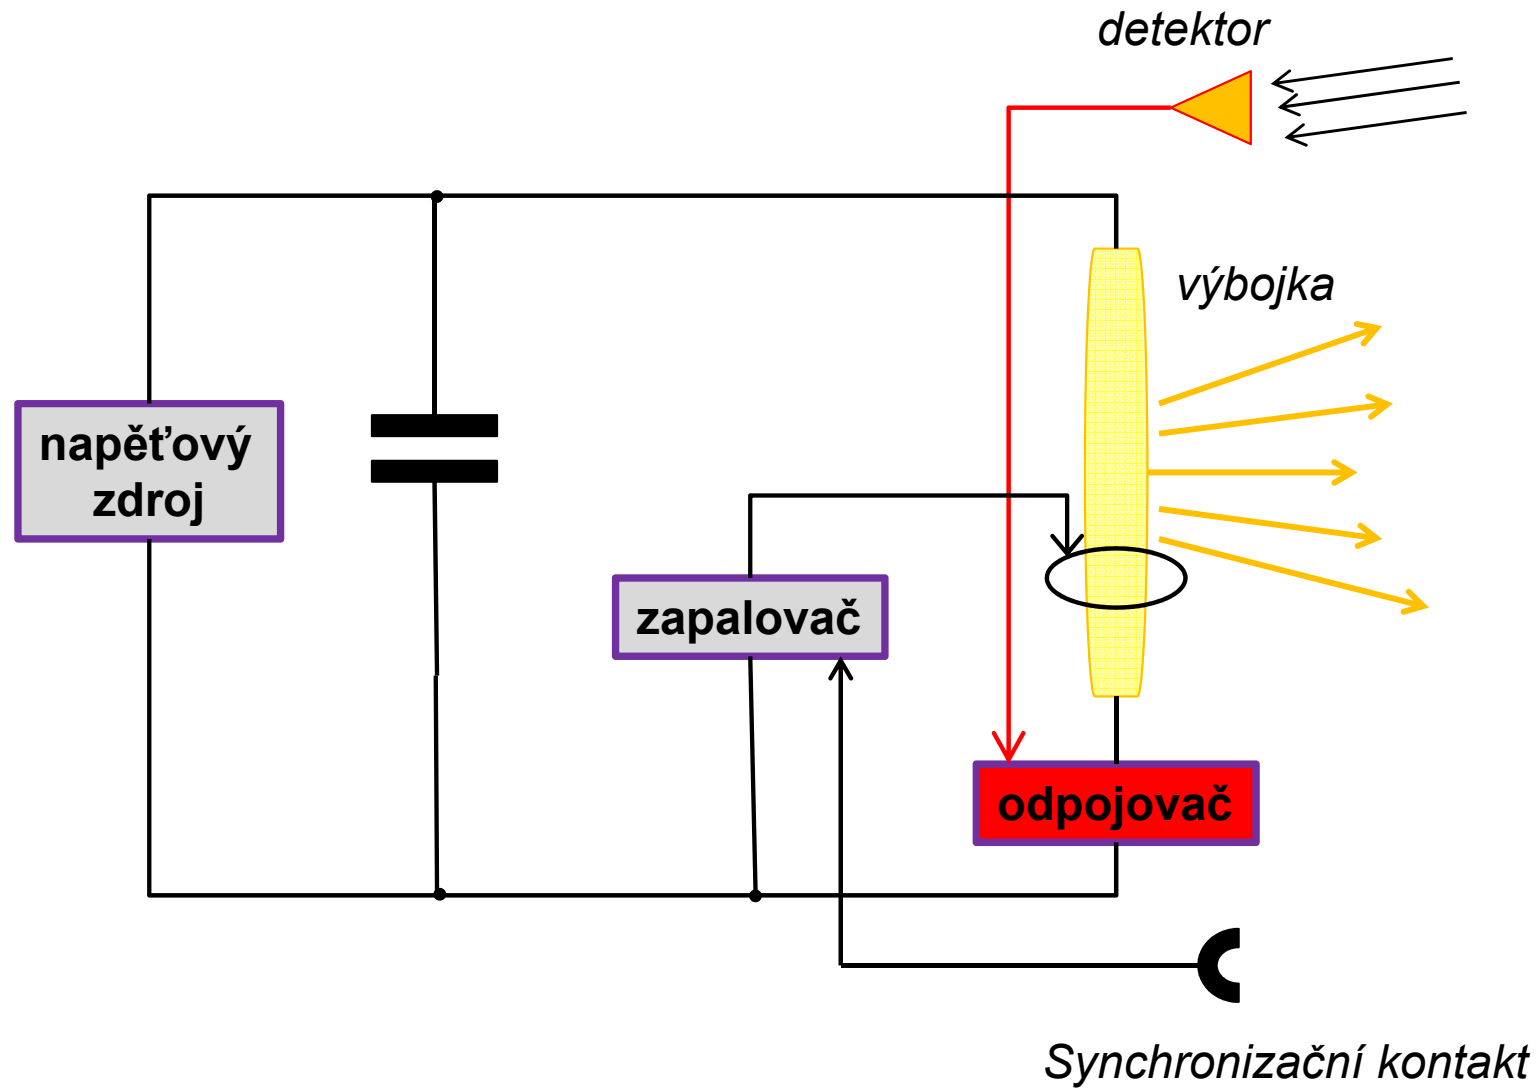 detektor
výbojka
napěťový
zdroj
zapalovač
odpojovač
Synchronizační kontakt